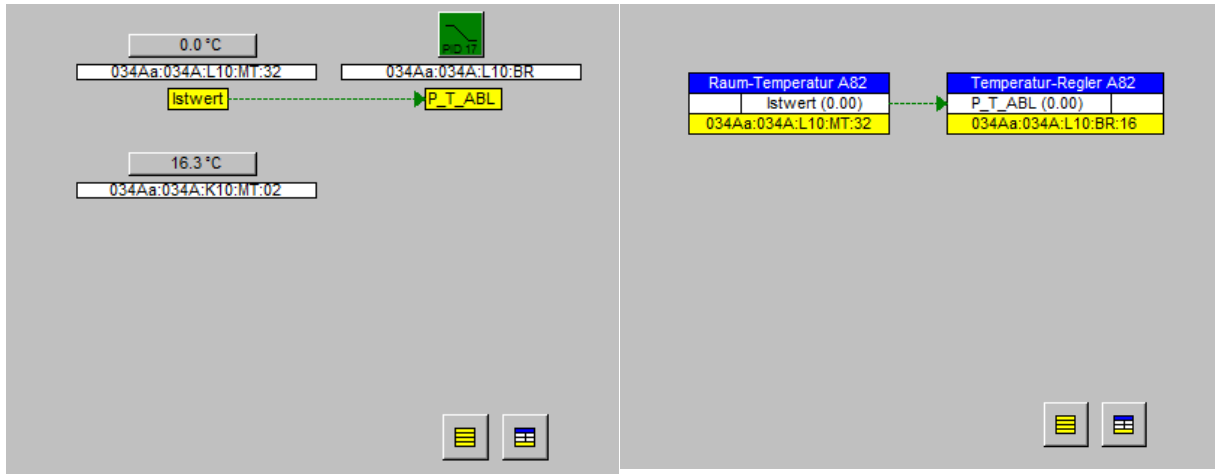 0.0 °C
PID 17
034Aa:034A:L10:MT:32
034Aa:034A:L10:BR
Istwert
P_T_ABL
16.3 °C
034Aa:034A:K10:MT:02
Raum-Temperatur A82
Temperatur-Regler A82
Istwert (0.00)
P_T_ABL (0.00)
034Aa:034A:L10:MT:32
034Aa:034A:L10:BR:16